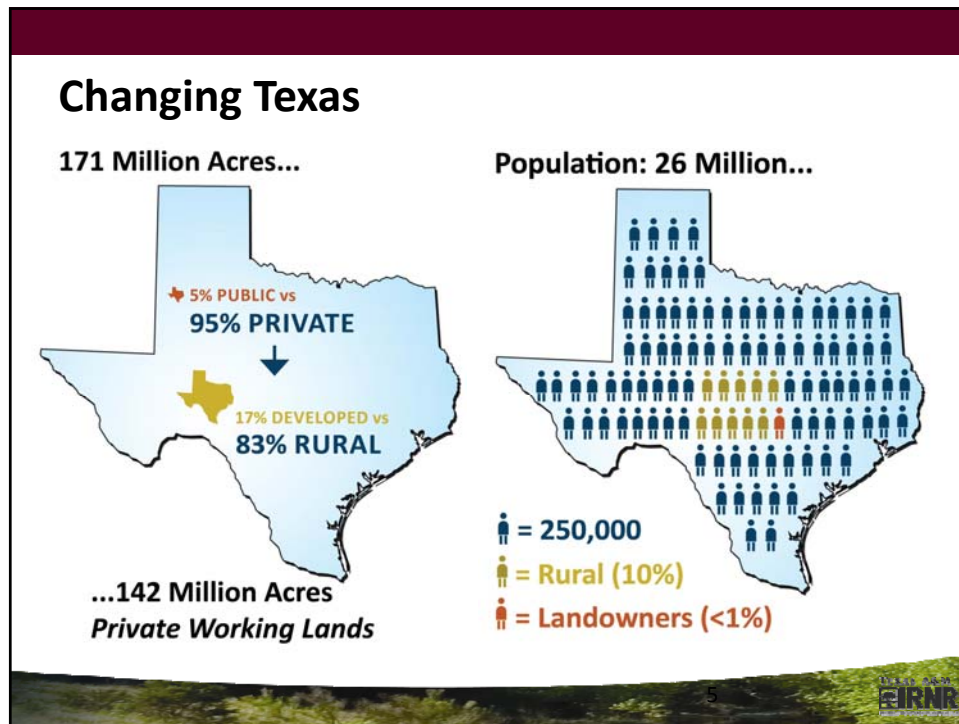 Changing Texas
171 Million Acres...
5% PUBLIC vs
95% PRIVATE
17% DEVELOPED vs
83% RURAL
...142 Million Acres
Private Working Lands
Population: 26 Million...
= 250,000
= Rural (10%)
= Landowners (<1%)
5
TEXAS A&M
IRNR